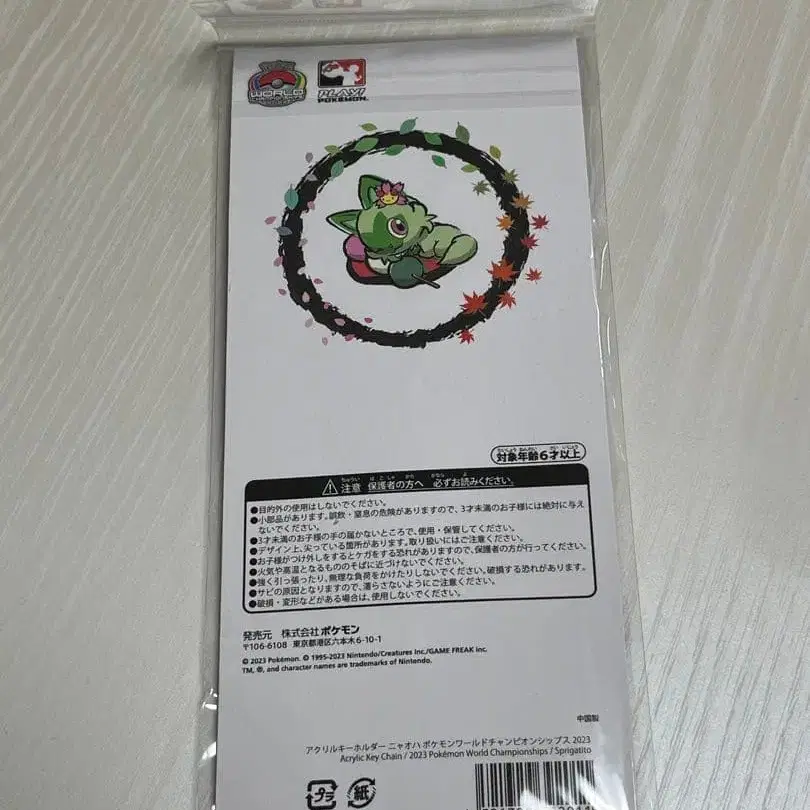 WORLD
PLAY!
POKÉMON
対象年齢6才以上
注意 保護者の方へ 必ずお読みください。
●目的外の使用はしないでください。
●小部品があります。誤飲・窒息の危険がありますので、3才未満のお子様には絶対に与え
ないでください。
●3才未満のお子様の手の届かないところで、使用・保管してください。
●デザイン上、尖っている箇所があります。取り扱いにはご注意ください。
●お子様がつけ外しをするとケガをする恐れがありますので、保護者の方が行ってください。
●火気や高温となるもののそばに近づけないでください。
●強く引っ張ったり、無理な負荷をかけたりしないでください。破損する恐れがあります。
●サビの原因となりますので、濡らさないようにご注意ください。
●破損・変形などがある場合は、使用しないでください。
発売元 株式会社ポケモン
〒106-6108 東京都港区六本木6-10-1
© 2023 Pokémon. © 1995-2023 Nintendo/Creatures Inc./GAME FREAK inc.
TM, ®, and character names are trademarks of Nintendo.
中国製
アクリルキーホルダー ニャオハ ポケモンワールドチャンピオンシップス 2023
Acrylic Key Chain / 2023 Pokémon World Championships / Sprigatito
プラ
紙